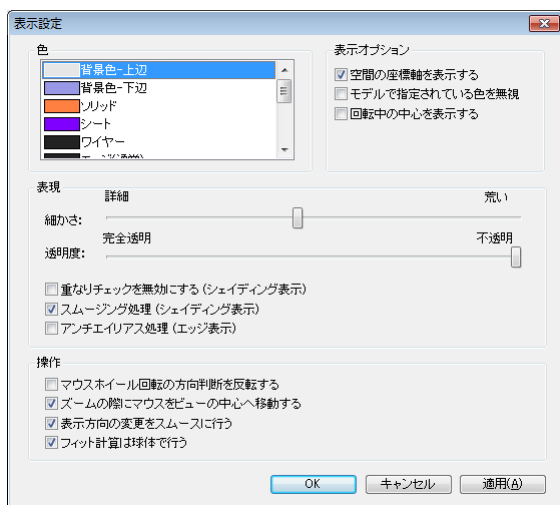 表示設定
色
背景色-上辺
背景色-下辺
ソリッド
シート
ワイヤー
表示オプション
空間の座標軸を表示する
モデルで指定されている色を無視
回転中の中心を表示する
表現
詳細 荒い
細かさ:
完全透明 不透明
透明度:
重なりチェックを無効にする(シェイディング表示)
スムージング処理(シェイディング表示)
アンチエイリアス処理(エッジ表示)
操作
マウスホイール回転の方向判断を反転する
ズームの際にマウスをビューの中心へ移動する
表示方向の変更をスムースに行う
フィット計算は球体で行う
OK キャンセル 適用(A)